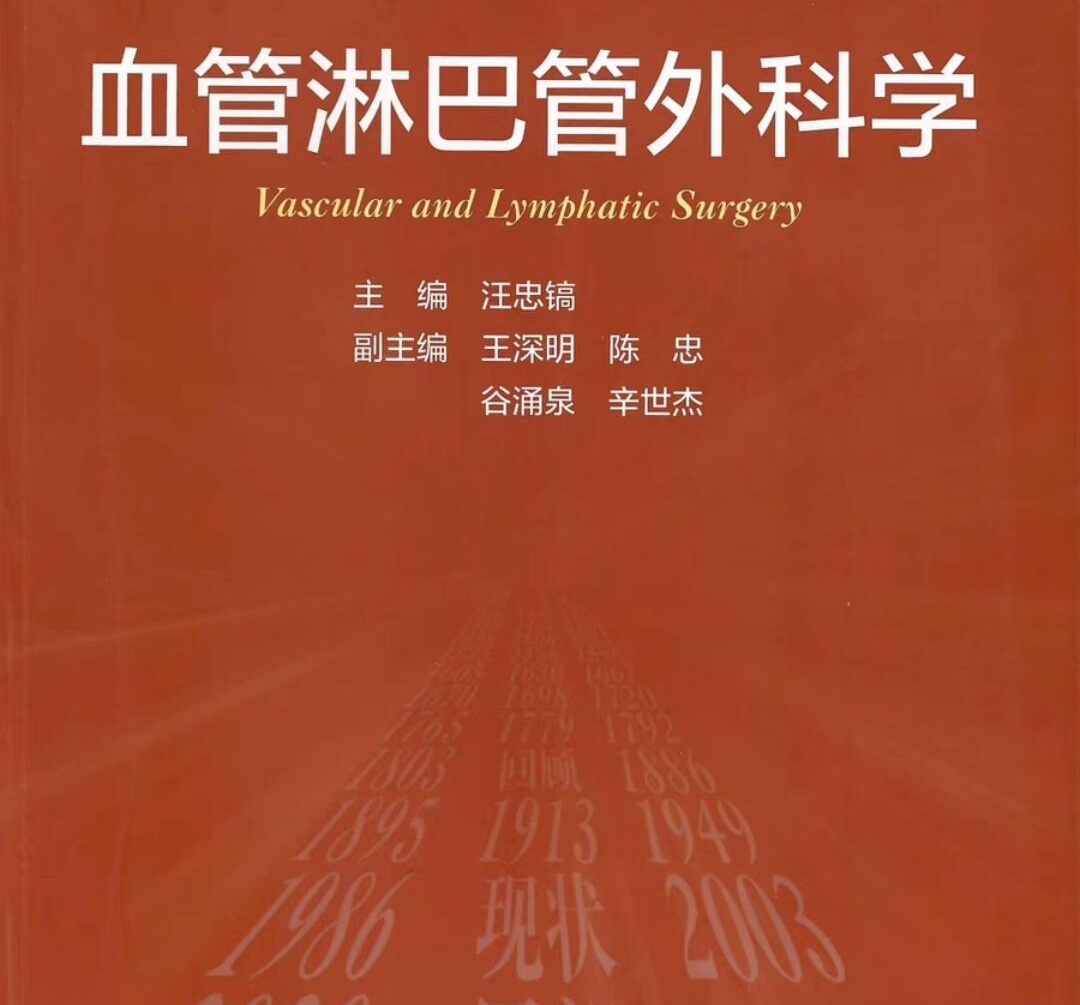 血管淋巴管外科学
Vascular and Lymphatic Surgery
主 编 汪忠镐
副主编 王深明 陈 忠
谷涌泉 辛世杰
1698 1720
1765 1779 1792
1803 回顾 1886
1895 1913 1949
1986 现状 2003